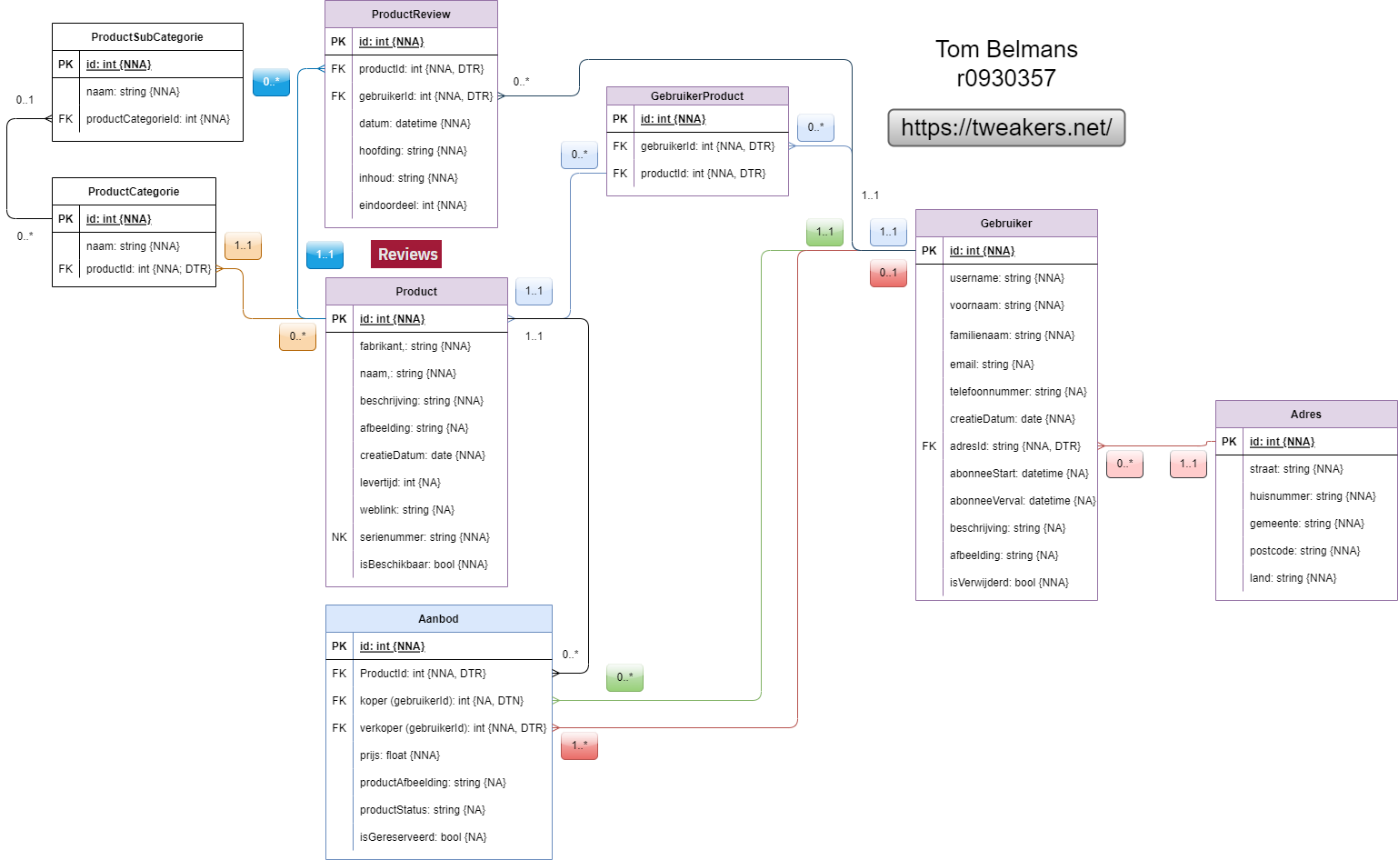 ProductSubCategorie
PK id: int {NNA}
naam: string {NNA}
FK productCategorieId: int {NNA}
0..1
0..*
ProductCategorie
PK id: int {NNA}
naam: string {NNA}
FK productId: int {NNA; DTR}
1..1
0..*
0..*
1..1
ProductReview
PK id: int {NNA}
FK productId: int {NNA, DTR}
FK gebruikerId: int {NNA, DTR}
datum: datetime {NNA}
hoofding: string {NNA}
inhoud: string {NNA}
eindoordeel: int {NNA}
0..*
Reviews
Product
PK id: int {NNA}
fabrikant,: string {NNA}
naam,: string {NNA}
beschrijving: string {NNA}
afbeelding: string {NA}
creatieDatum: date {NNA}
levertijd: int {NA}
weblink: string {NA}
NK serienummer: string {NNA}
isBeschikbaar: bool {NNA}
1..1
1..1
Aanbod
PK id: int {NNA}
FK ProductId: int {NNA, DTR}
FK koper (gebruikerId): int {NA, DTN}
FK verkoper (gebruikerId): int {NNA, DTR}
prijs: float {NNA}
productAfbeelding: string {NA}
productStatus: string {NA}
isGereserveerd: bool {NA}
0..*
0..*
1..*
GebruikerProduct
PK id: int {NNA}
FK gebruikerId: int {NNA, DTR}
FK productId: int {NNA, DTR}
0..*
0..*
Tom Belmans
r0930357
https://tweakers.net/
1..1
1..1
1..1
0..1
Gebruiker
PK id: int {NNA}
username: string {NNA}
voornaam: string {NNA}
familienaam: string {NNA}
email: string {NA}
telefoonnummer: string {NA}
creatieDatum: date {NNA}
FK adresId: string {NNA, DTR}
abonneeStart: datetime {NA}
abonneeVerval: datetime {NA}
beschrijving: string {NA}
afbeelding: string {NA}
isVerwijderd: bool {NNA}
0..*
1..1
Adres
PK id: int {NNA}
straat: string {NNA}
huisnummer: string {NNA}
gemeente: string {NNA}
postcode: string {NNA}
land: string {NNA}